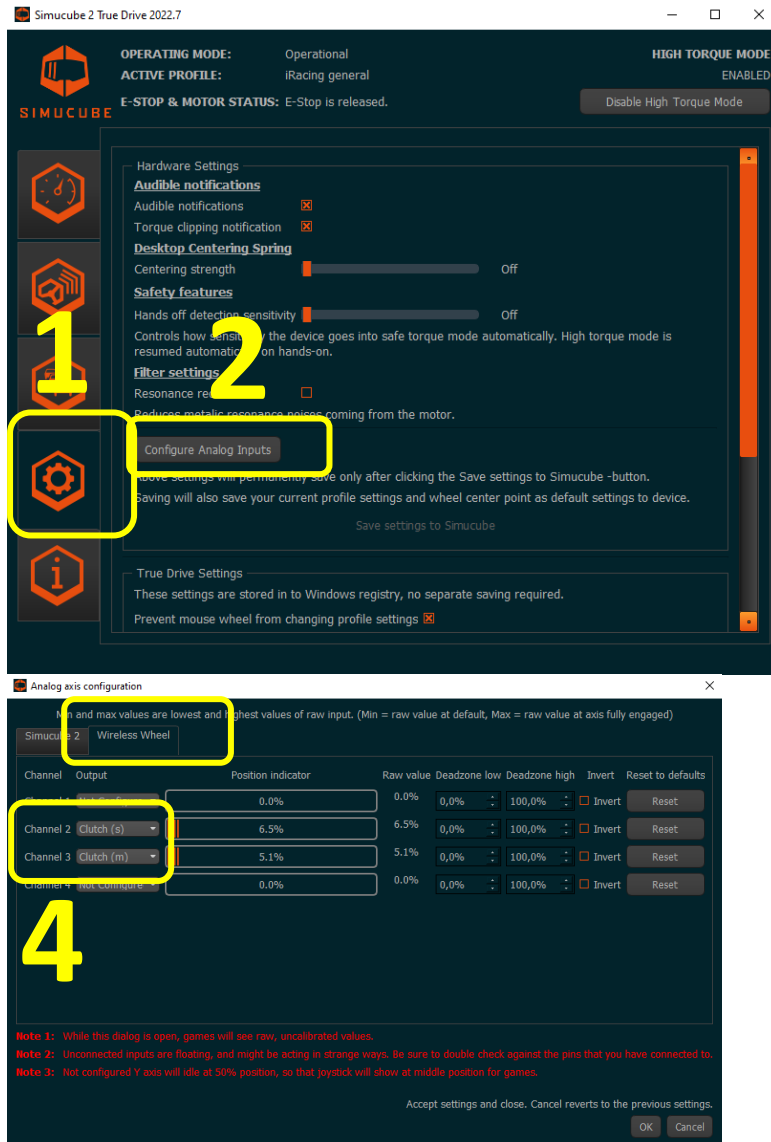 Simucube 2 True Drive 2022.7
OPERATING MODE: Operational HIGH TORQUE MODE
ACTIVE PROFILE: iRacing general ENABLED
E-STOP & MOTOR STATUS: E-Stop is released. Disable High Torque Mode
SIMUCUBE
Hardware Settings
Audible notifications
Audible notifications
Torque clipping notification
Desktop Centering Spring
Centering strength Off
Safety features
Hands off detection sensitivity Off
Controls how the device goes into safe torque mode automatically. High torque mode is
resumed on hands-on.
Filter settings
Resonance
Reduces metalic resonance noises coming from the motor.
1
2
Configure Analog Inputs
Above settings will permanently save only after clicking the Save settings to Simucube -button.
Saving will also save your current profile settings and wheel center point as default settings to device.
Save settings to Simucube
i
True Drive Settings
These settings are stored in to Windows registry, no separate saving required.
Prevent mouse wheel from changing profile settings
Analog axis configuration
Min and max values are lowest and highest values of raw input. (Min = raw value at default, Max = raw value at axis fully engaged)
Simucube 2 Wireless Wheel
Channel Output Position indicator Raw value Deadzone low Deadzone high Invert Reset to defaults
Channel 1 Not Configure 0.0% 0.0% 0,0% 100,0% Invert Reset
Channel 2 Clutch (s) 6.5% 6.5% 0,0% 100,0% Invert Reset
Channel 3 Clutch (m) 5.1% 5.1% 0,0% 100,0% Invert Reset
Channel 4 Not Configure 0.0% 0.0% 0,0% 100,0% Invert Reset
4
Note 1: While this dialog is open, games will see raw, uncalibrated values.
Note 2: Unconnected inputs are floating, and might be acting in strange ways. Be sure to double check against the pins that you have connected to.
Note 3: Not configured Y axis will idle at 50% position, so that joystick will show at middle position for games.
Accept settings and close. Cancel reverts to the previous settings.
OK Cancel